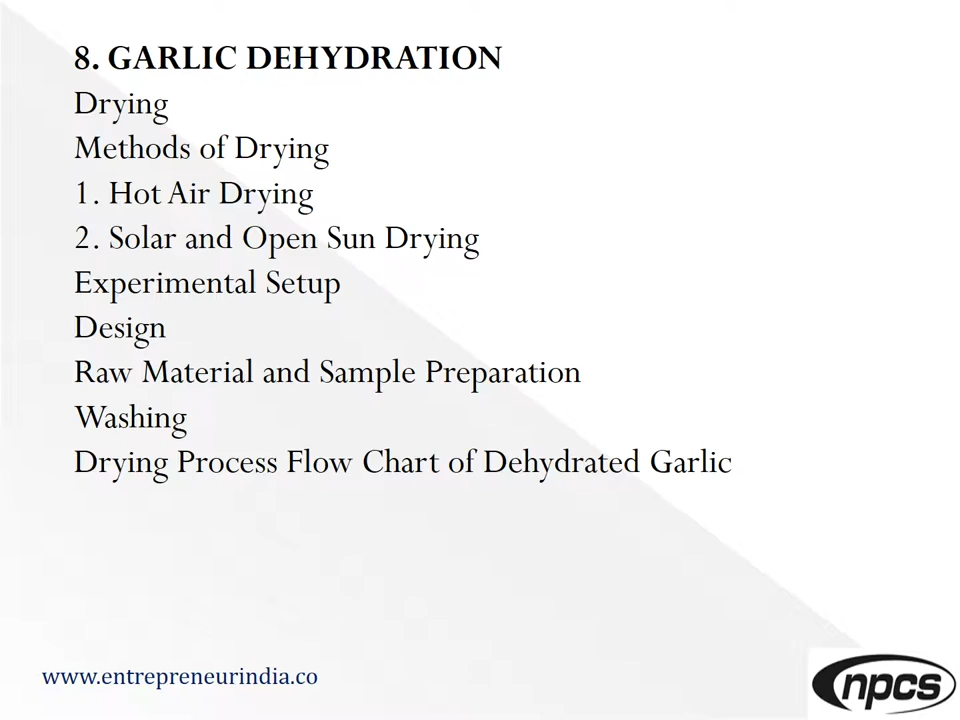 8. GARLIC DEHYDRATION
Drying
Methods of Drying
1. Hot Air Drying
2. Solar and Open Sun Drying
Experimental Setup
Design
Raw Material and Sample Preparation
Washing
Drying Process Flow Chart of Dehydrated Garlic
www.entrepreneurindia.co
npcs